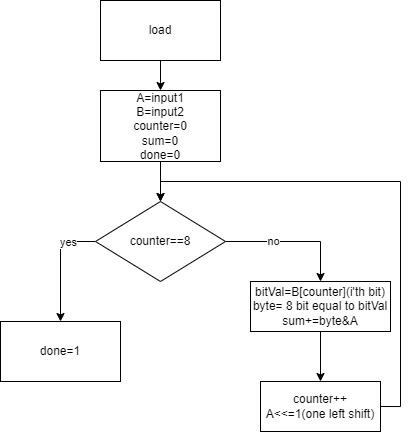 load
A=input1
B=input2
counter=0
sum=0
done=0
counter==8
yes
no
bitVal=B[counter](i'th bit)
byte= 8 bit equal to bitVal
sum+=byte&A
done=1
counter++
A<<=1(one left shift)